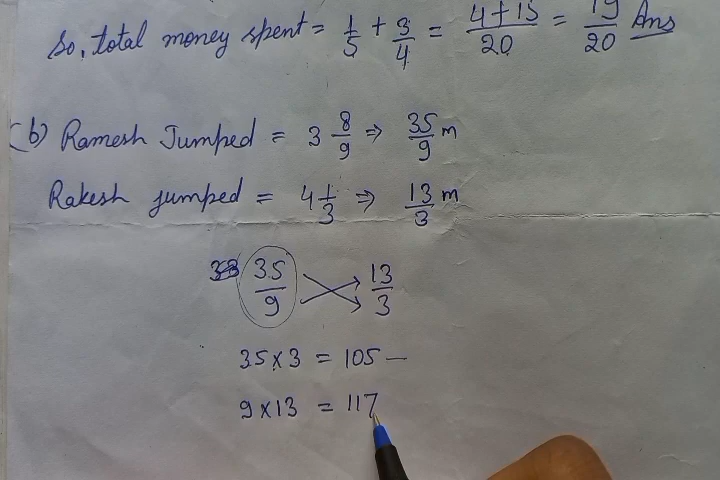 So, total money spent = 1/5 + 3/4 = 4+15/20 = 19/20 Ans
(b) Ramesh Jumped = 3 8/9 ⇒ 35/9 m
Rakesh jumped = 4 1/3 ⇒ 13/3 m
35/9 13/3
35×3 = 105 —
9×13 = 117